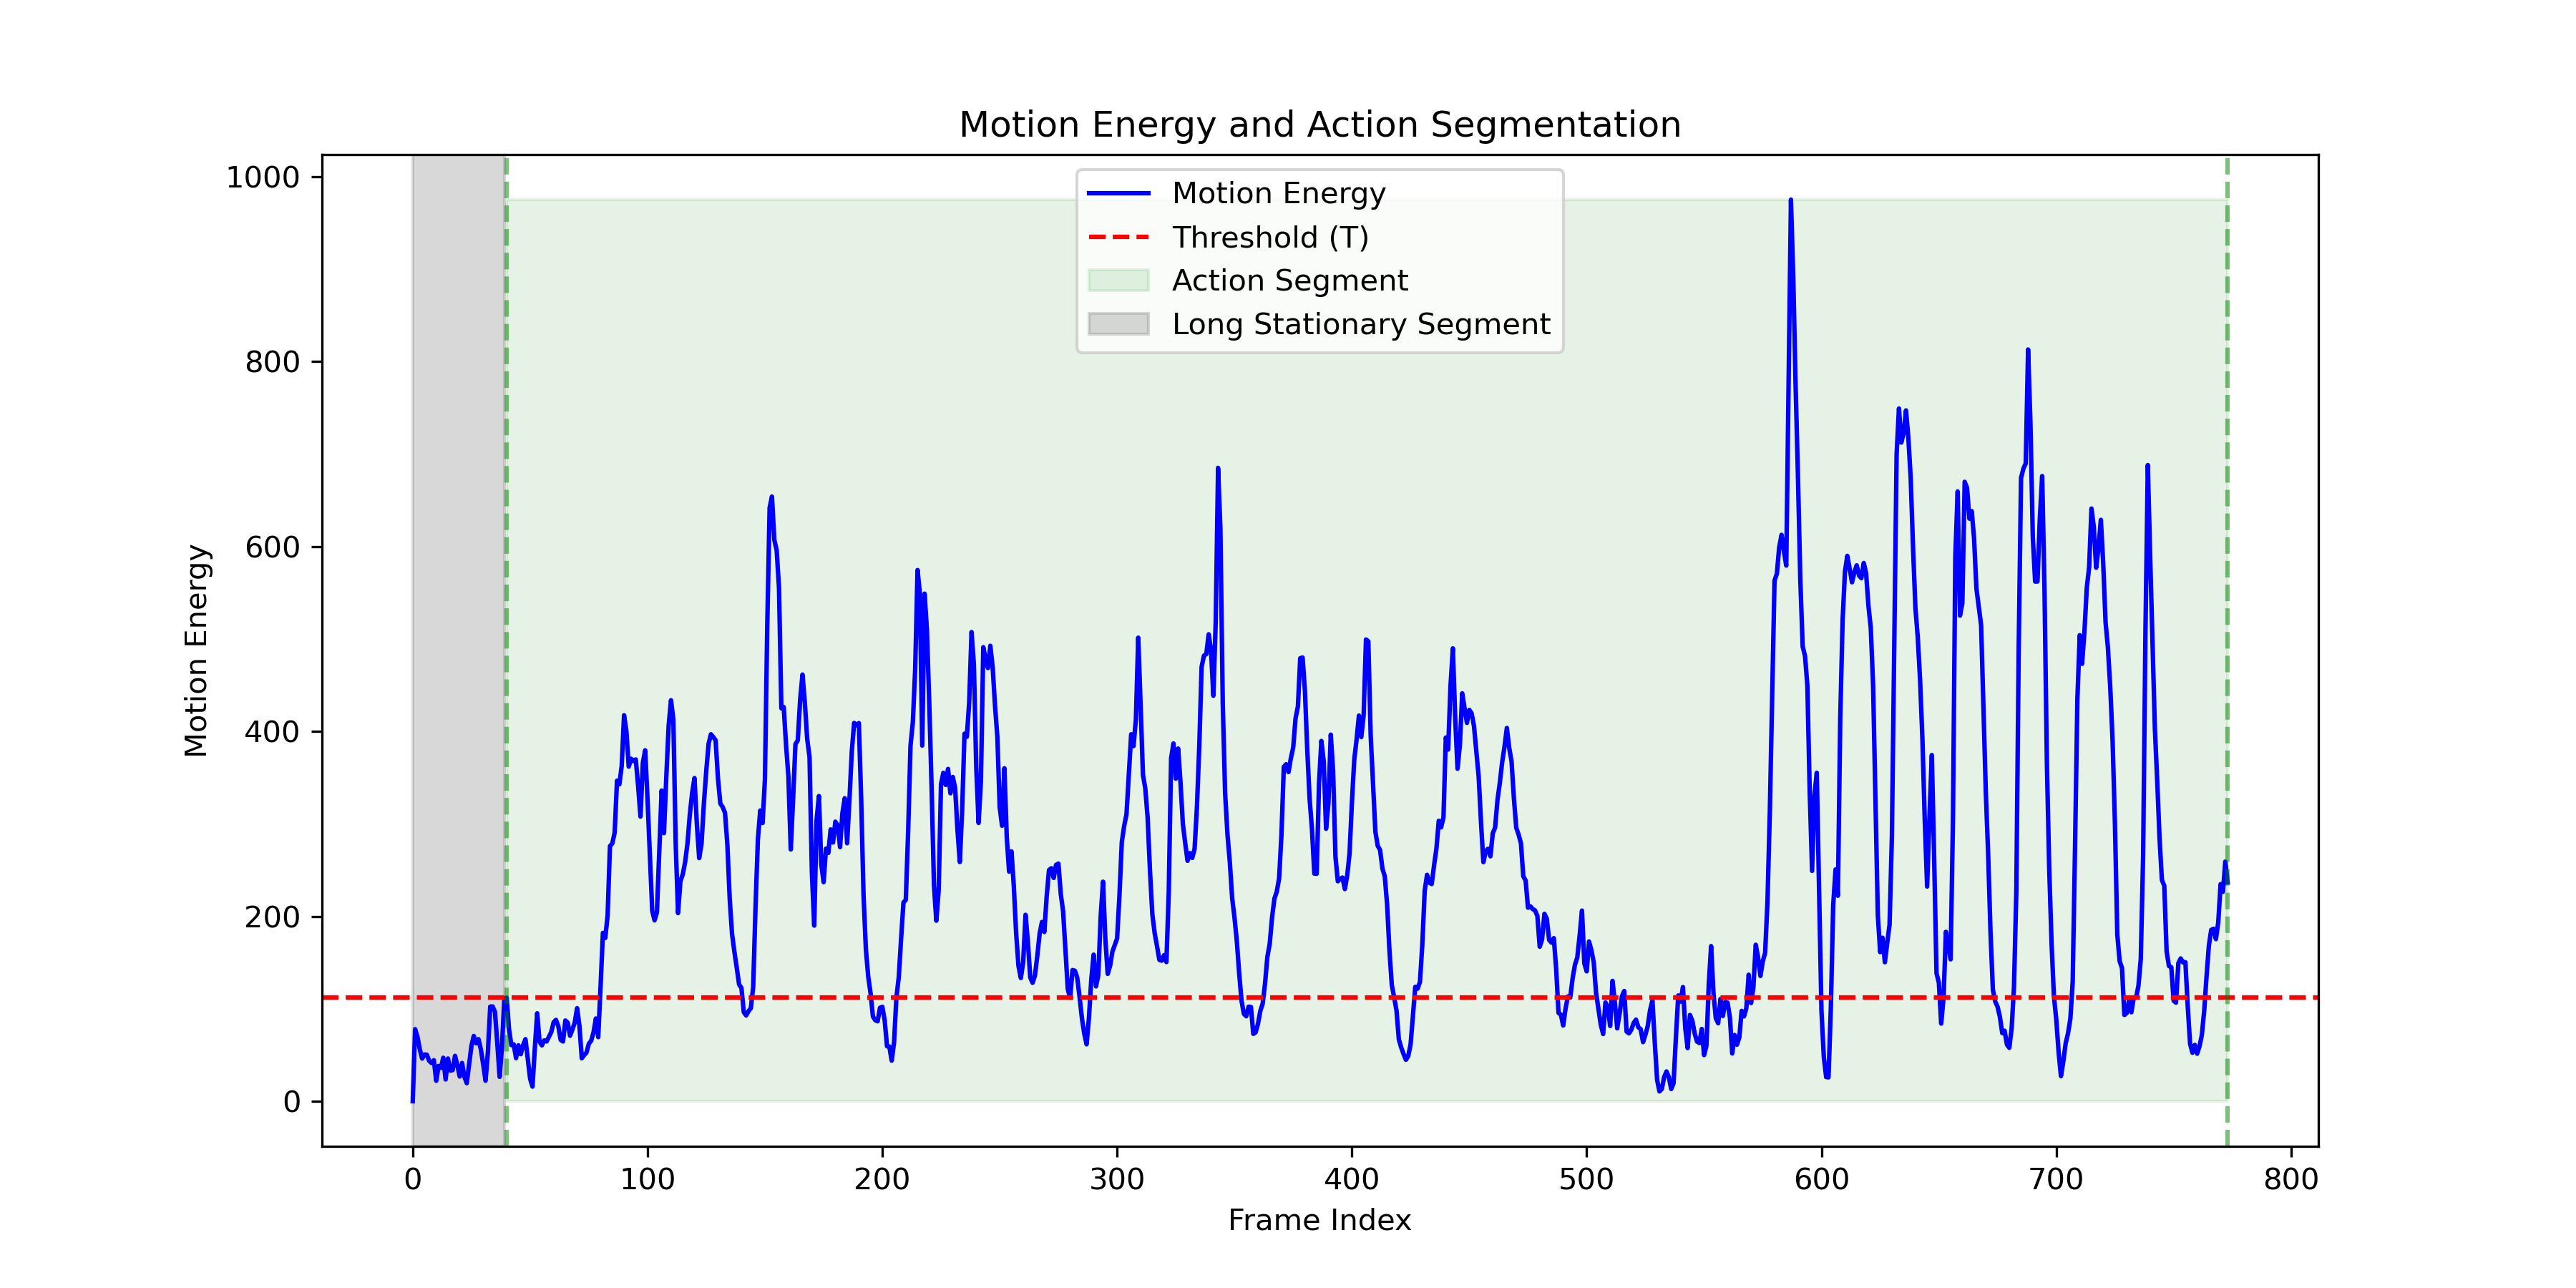 Motion Energy and Action Segmentation
Motion Energy
Threshold (T)
Action Segment
Long Stationary Segment
Motion Energy
1000
800
600
400
200
0
0 100 200 300 400 500 600 700 800
Frame Index